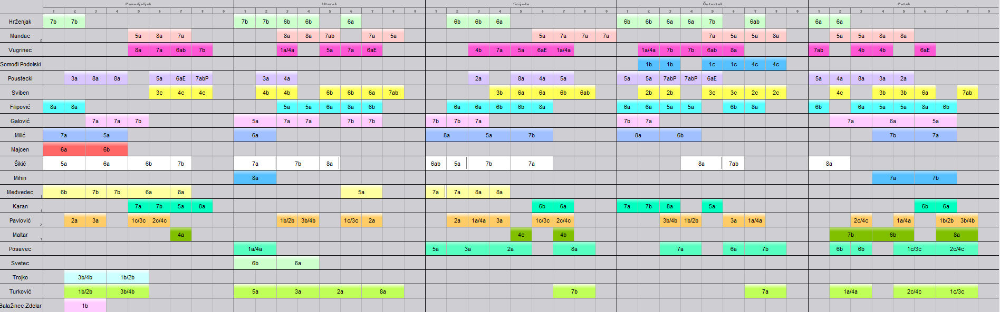 Ponedjeljek Utorak Srijeda Četvrtak Petak
1 2 3 4 5 6 7 8 9 1 2 3 4 5 6 7 8 9 1 2 3 4 5 6 7 8 9 1 2 3 4 5 6 7 8 9 1 2 3 4 5 6 7 8 9
Hrženjak 7b 7b 7b 7b 6b 6b 6a 6b 6b 6a 6b 6b 6a 6a 7b 6ab 6a 6a
Mandac 2 5a 8a 7a 8a 8a 7ab 7a 5a 5a 7a 7a 7a 7a 5a 5a 8a 5a 5a 8a 8a
Vugrinec 8a 7a 6ab 7b 1a/4a 5a 7a 6aE 4b 7a 5a 6aE 1a/4a 1a/4a 7b 7b 6ab 8a 7ab 4b 4b 6aE
Somođi Podolski 1b 1b 1c 1c 4c 4c
Poustecki 3a 8a 8a 5a 6aE 7abP 3a 4a 2a 8a 4a 5a 5a 5a 7abP 7abP 6aE 5a 4a 8a 3a 2a
Sviben 3c 4c 4c 4b 4b 6b 6b 6a 7ab 3b 6a 6a 6b 6ab 2b 2b 3c 3c 2c 2c 4c 3b 3b 6a 7ab
Filipović 8a 8a 5a 5a 6a 8a 6b 6a 6a 6b 6b 8a 6a 6a 5a 5a 6b 8a 6b 6a 5a 5a 8a 6b
Galović 7a 7a 7b 5a 7a 7a 7b 7b 7b 7b 7a 7b 7a 7a 6a 5a
Milić 7a 5a 6a 8a 5a 7b 8a 6b 7b 7a
Majcen 6a 6b
Šikić 5a 6a 6b 7b 7a 7b 8a 6ab 5a 7b 7a 8a 7ab 8a
Mihin 8a 7a 7b
Medvedec 1 6b 7b 7b 6a 8a 5a 7a 7a 8a 8a
Karan 1 7a 7b 5a 8a 6b 6a 7a 7b 8a 5a 6b 6a
Pavlović 2 2a 3a 1c/3c 2c/4c 1b/2b 3b/4b 1c/3c 2a 2a 1a/4a 3a 1c/3c 2c/4c 3b/4b 1b/2b 3a 1a/4a 2c/4c 1a/4a 1b/2b 3b/4b
Maltar 1 4a 4c 4b 7b 6b 8a
Posavec 1a/4a 5a 3a 2a 8a 7a 6a 7b 6b 6b 1c/3c 2c/4c
Svetec 6b 6a
Trojko 3b/4b 1b/2b
Turković 1b/2b 3b/4b 5a 3a 2a 8a 7b 7a 1a/4a 2c/4c 1c/3c
Balažinec Zdelar 1b